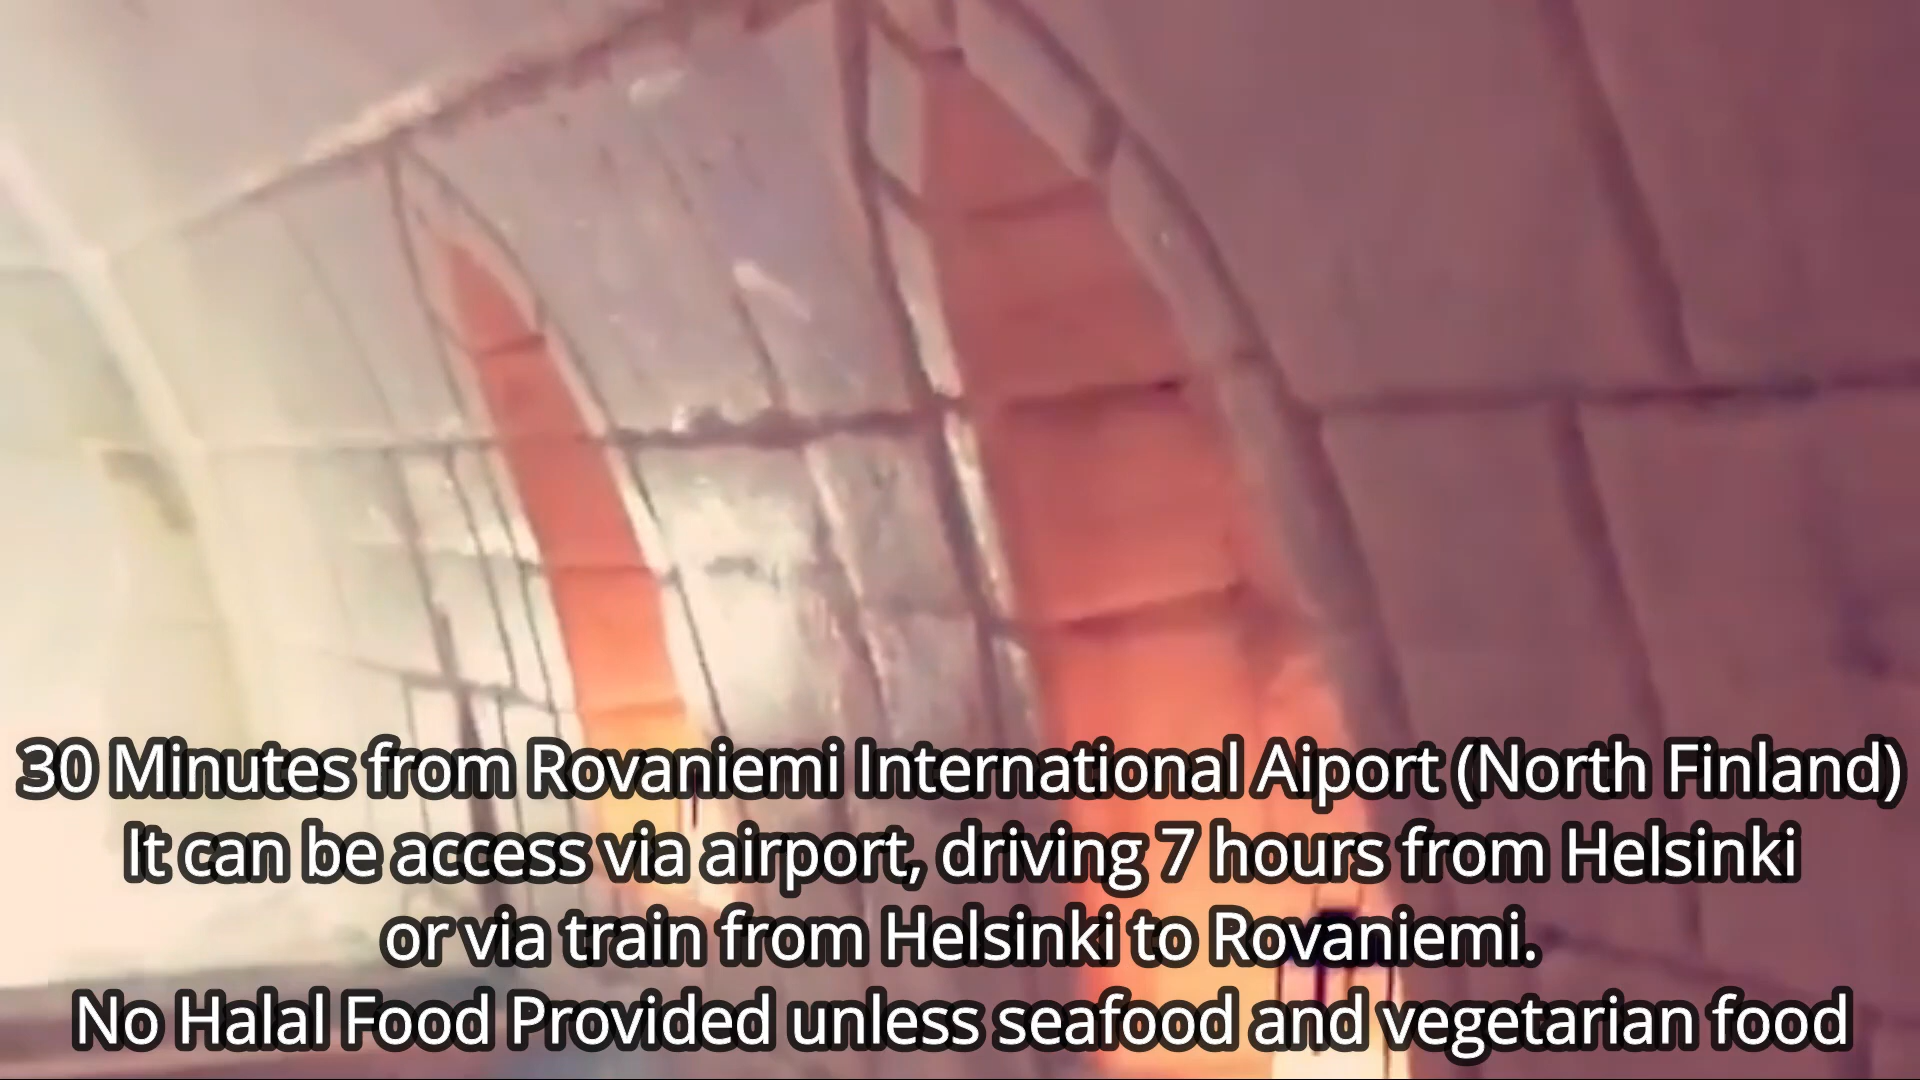 30 Minutes from Rovaniemi International Aiport (North Finland)
It can be access via airport, driving 7 hours from Helsinki
or via train from Helsinki to Rovaniemi.
No Halal Food Provided unless seafood and vegetarian food